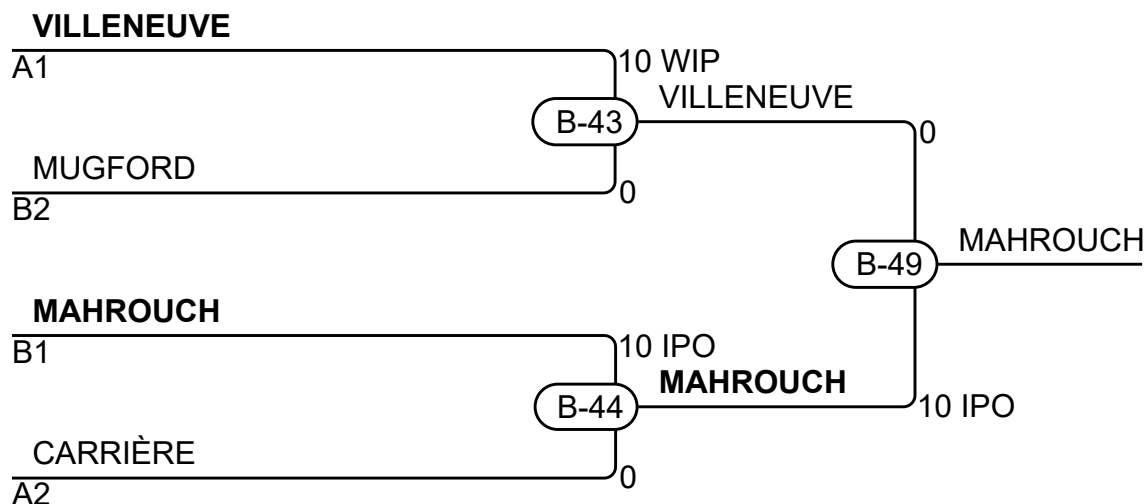 VILLENEUVE
A1
10 WIP
VILLENEUVE
B-43
0
MUGFORD
B2
0
MAHROUCH
B-49
MAHROUCH
B1
10 IPO
MAHROUCH
B-44
10 IPO
CARRIÈRE
A2
0